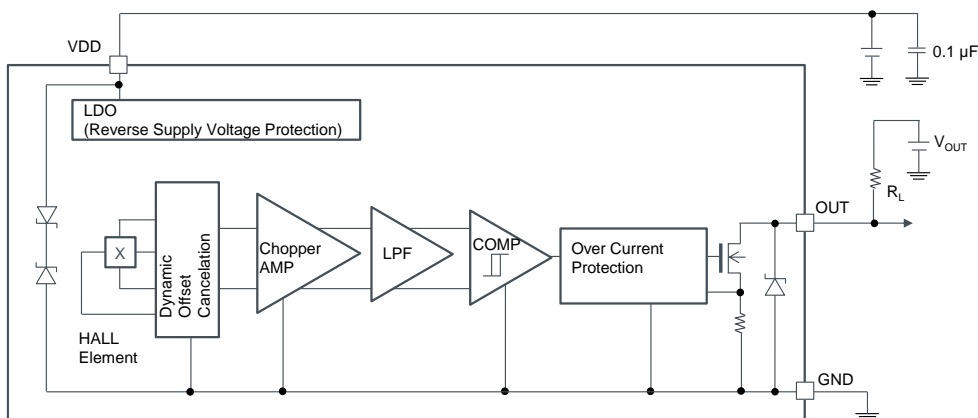 VDD
0.1 µF
LDO
(Reverse Supply Voltage Protection)
VOUT
RL
OUT
X
Dynamic
Offset
Cancelation
Chopper
AMP
LPF
COMP
Over Current
Protection
HALL
Element
GND